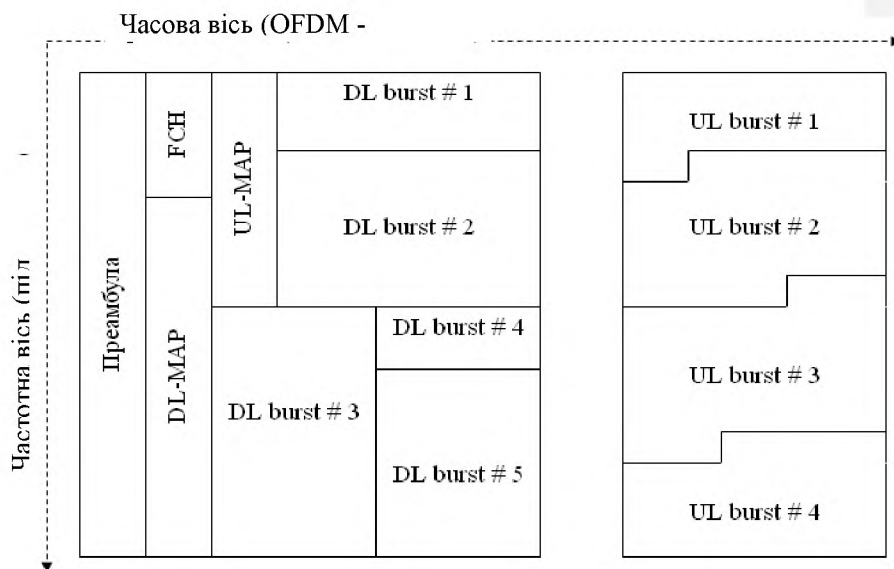 Часова вісь (OFDM -
Частотна вісь (
Преамбула
FCH
DL-MAP
UL-MAP
DL burst # 1
DL burst # 2
DL burst # 3
DL burst # 4
DL burst # 5
UL burst # 1
UL burst # 2
UL burst # 3
UL burst # 4